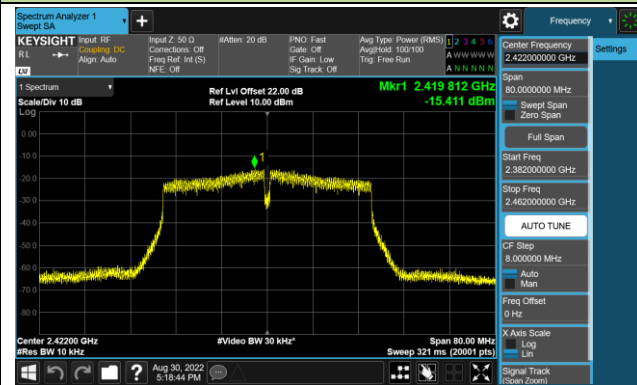 Spectrum Analyzer 1
Swept SA
Frequency
KEYSIGHT
RL
LXI
Input: RF
Coupling: DC
Align: Auto
Input Z: 50 Ω
Corrections: Off
Freq Ref: Int (S)
NFE: Off
#Atten: 20 dB
PNO: Fast
Gate: Off
IF Gain: Low
Sig Track: Off
Avg Type: Power (RMS)
Avg|Hold: 100/100
Trig: Free Run
1 2 3 4 5 6
A W W W W W
A N N N N N
1 Spectrum
Scale/Div 10 dB
Log
Ref Lvl Offset 22.00 dB
Ref Level 10.00 dBm
Mkr1 2.419 812 GHz
-15.411 dBm
0.00
-10.0
-20.0
-30.0
-40.0
-50.0
-60.0
-70.0
-80.0
1
Center 2.42200 GHz
#Res BW 10 kHz
#Video BW 30 kHz*
Span 80.00 MHz
Sweep 321 ms (20001 pts)
Aug 30, 2022
5:18:44 PM
Center Frequency
2.422000000 GHz
Settings
Span
80.0000000 MHz
Swept Span
Zero Span
Full Span
Start Freq
2.382000000 GHz
Stop Freq
2.462000000 GHz
AUTO TUNE
CF Step
8.000000 MHz
Auto
Man
Freq Offset
0 Hz
X Axis Scale
Log
Lin
Signal Track
(Span Zoom)